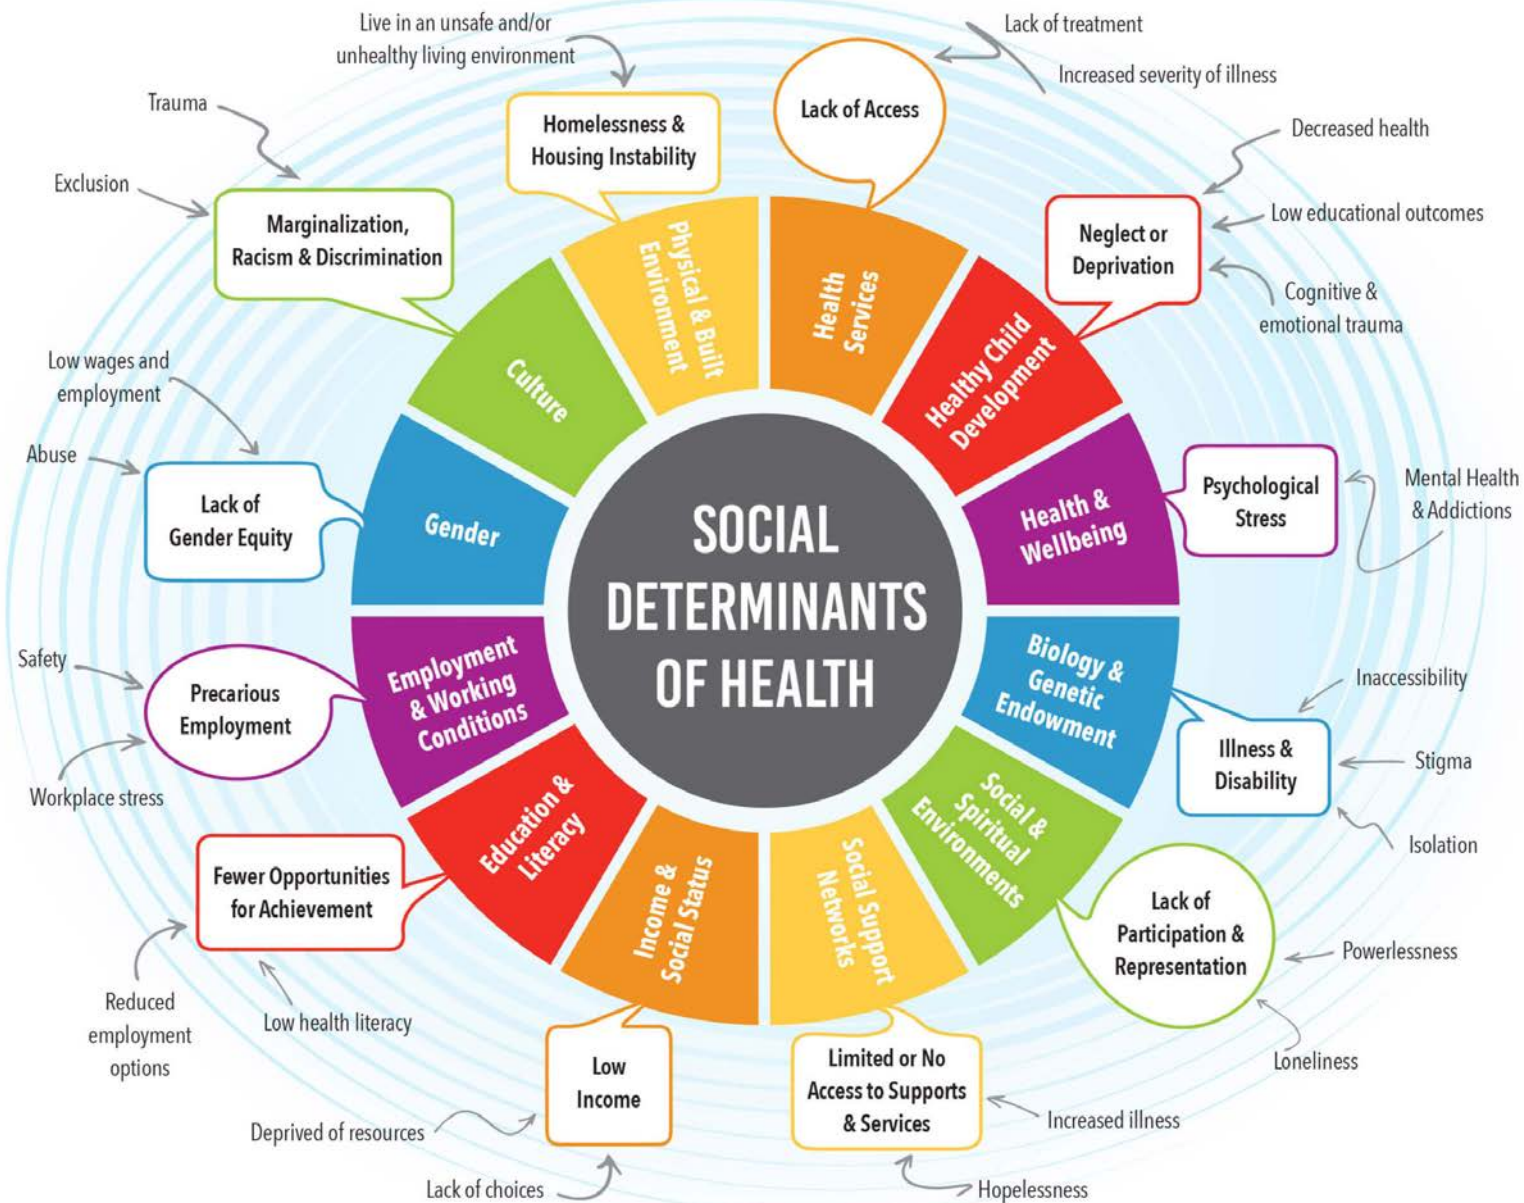 SOCIAL
DETERMINANTS
OF HEALTH
Health
Services
Lack of Access
Lack of treatment
Increased severity of illness
Healthy Child
Development
Neglect or
Deprivation
Decreased health
Low educational outcomes
Cognitive &
emotional trauma
Health &
Wellbeing
Psychological
Stress
Mental Health
& Addictions
Biology &
Genetic
Endowment
Illness &
Disability
Inaccessibility
Stigma
Isolation
Social &
Spiritual
Environments
Lack of
Participation &
Representation
Powerlessness
Loneliness
Social Support
Networks
Limited or No
Access to Supports
& Services
Increased illness
Hopelessness
Income &
Social Status
Low
Income
Deprived of resources
Lack of choices
Education &
Literacy
Fewer Opportunities
for Achievement
Reduced
employment
options
Low health literacy
Employment
& Working
Conditions
Precarious
Employment
Safety
Workplace stress
Gender
Lack of
Gender Equity
Low wages and
employment
Abuse
Culture
Marginalization,
Racism & Discrimination
Trauma
Exclusion
Physical & Built
Environment
Homelessness &
Housing Instability
Live in an unsafe and/or
unhealthy living environment